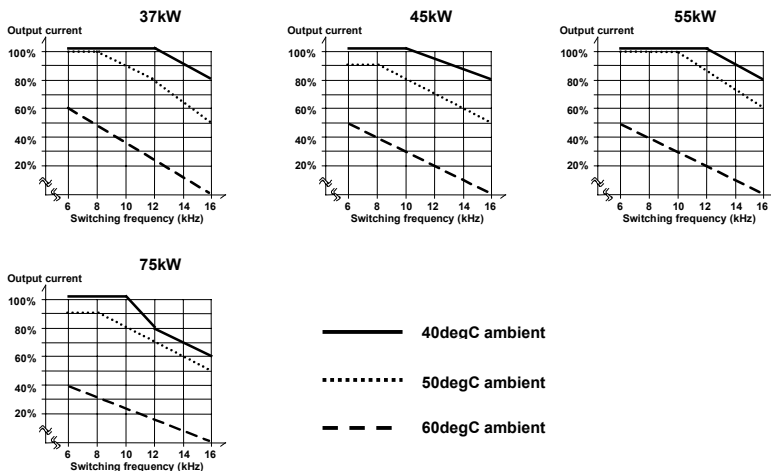 37kW
Output current
100%
80%
60%
40%
20%
6 8 10 12 14 16
Switching frequency (kHz)
45kW
Output current
100%
80%
60%
40%
20%
6 8 10 12 14 16
Switching frequency (kHz)
55kW
Output current
100%
80%
60%
40%
20%
6 8 10 12 14 16
Switching frequency (kHz)
75kW
Output current
100%
80%
60%
40%
20%
6 8 10 12 14 16
Switching frequency (kHz)
40degC ambient
50degC ambient
60degC ambient